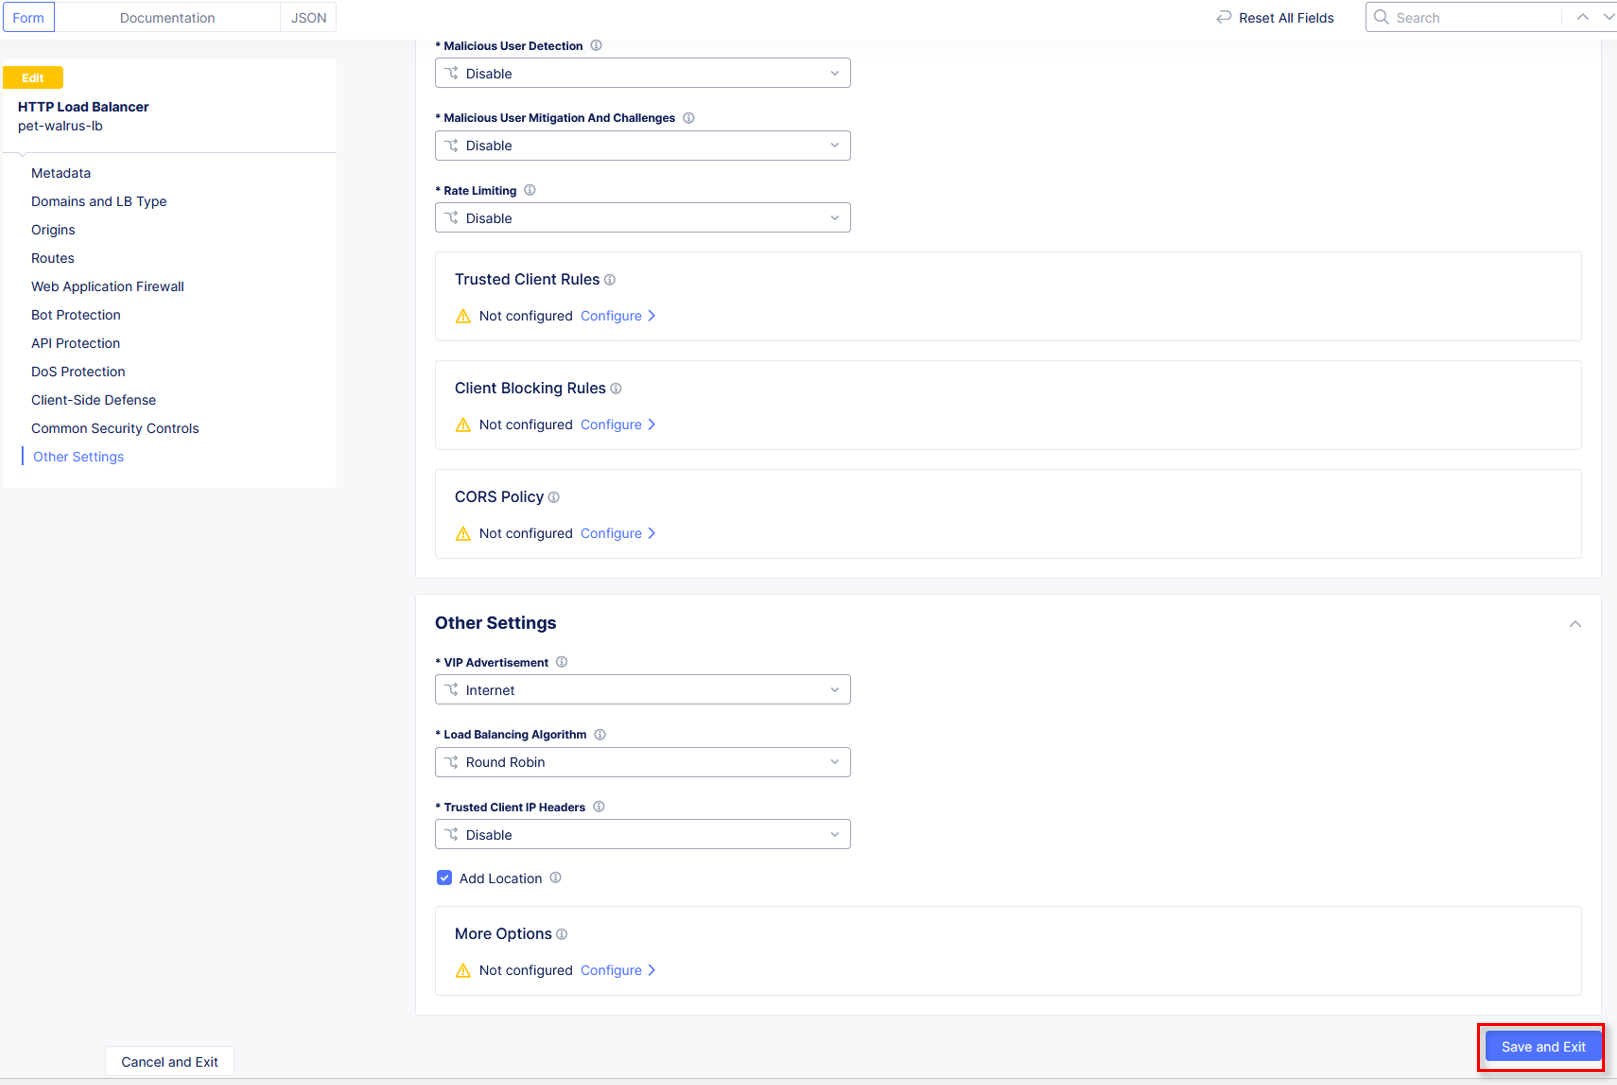 Form
Documentation
JSON
Reset All Fields
Search
Edit
HTTP Load Balancer
pet-walrus-lb
Metadata
Domains and LB Type
Origins
Routes
Web Application Firewall
Bot Protection
API Protection
DoS Protection
Client-Side Defense
Common Security Controls
Other Settings
* Malicious User Detection
Disable
* Malicious User Mitigation And Challenges
Disable
* Rate Limiting
Disable
Trusted Client Rules
Not configured Configure
Client Blocking Rules
Not configured Configure
CORS Policy
Not configured Configure
Other Settings
* VIP Advertisement
Internet
* Load Balancing Algorithm
Round Robin
* Trusted Client IP Headers
Disable
Add Location
More Options
Not configured Configure
Cancel and Exit
Save and Exit